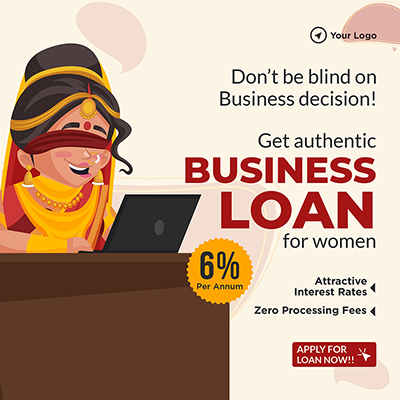 Your Logo
Don't be blind on
Business decision!
Get authentic
BUSINESS
LOAN
for women
6%
Per Annum
Attractive
Interest Rates
Zero Processing Fees
APPLY FOR
LOAN NOW!!